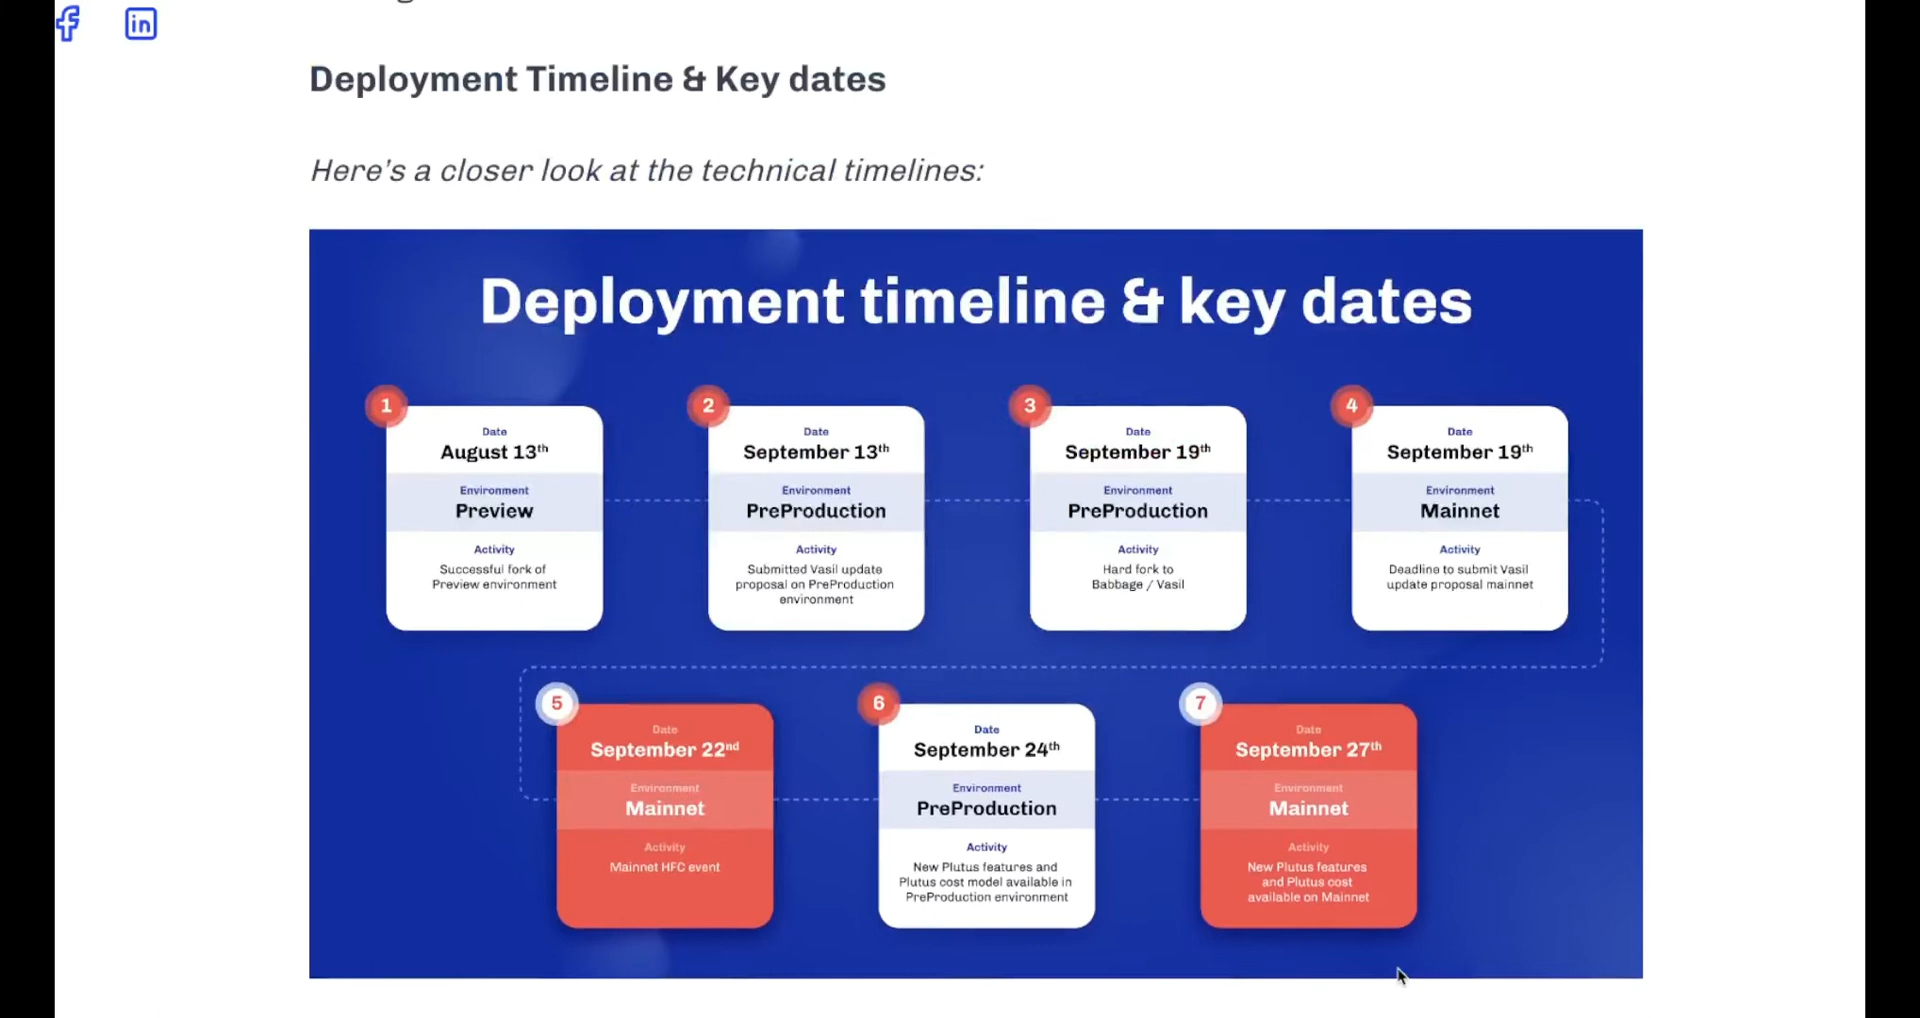 Deployment Timeline & Key dates
Here's a closer look at the technical timelines:
Deployment timeline & key dates
1
Date
August 13th
Environment
Preview
Activity
Successful fork of
Preview environment
2
Date
September 13th
Environment
PreProduction
Activity
Submitted Vasil update
proposal on PreProduction
environment
3
Date
September 19th
Environment
PreProduction
Activity
Hard fork to
Babbage / Vasil
4
Date
September 19th
Environment
Mainnet
Activity
Deadline to submit Vasil
update proposal mainnet
5
Date
September 22nd
Environment
Mainnet
Activity
Mainnet HFC event
6
Date
September 24th
Environment
PreProduction
Activity
New Plutus features and
Plutus cost model available in
PreProduction environment
7
Date
September 27th
Environment
Mainnet
Activity
New Plutus features
and Plutus cost
available on Mainnet